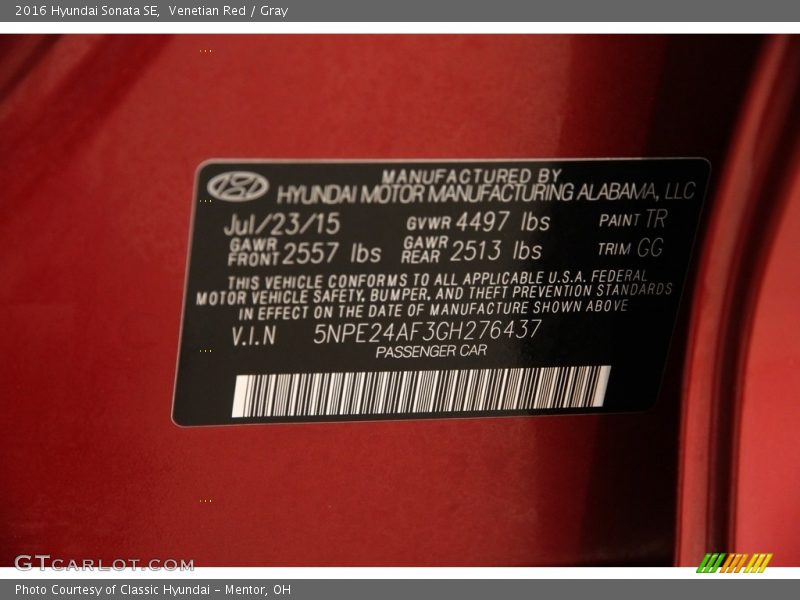 2016 Hyundai Sonata SE, Venetian Red / Gray
MANUFACTURED BY
HYUNDAI MOTOR MANUFACTURING ALABAMA, LLC
Jul/23/15 GVWR 4497 lbs PAINT TR
GAWR FRONT 2557 lbs GAWR REAR 2513 lbs TRIM GG
THIS VEHICLE CONFORMS TO ALL APPLICABLE U.S.A. FEDERAL
MOTOR VEHICLE SAFETY, BUMPER, AND THEFT PREVENTION STANDARDS
IN EFFECT ON THE DATE OF MANUFACTURE SHOWN ABOVE
V.I.N 5NPE24AF3GH276437
PASSENGER CAR
GTCARLOT.COM
Photo Courtesy of Classic Hyundai - Mentor, OH